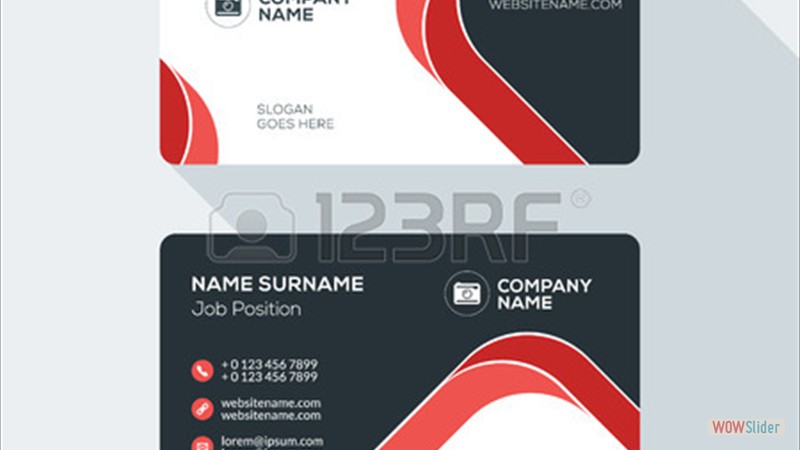 COMPANY
NAME
WEBSITENAME.COM
SLOGAN
GOES HERE
123RF®
NAME SURNAME
Job Position
COMPANY
NAME
+ 0 123 456 7899
+ 0 123 456 7899
websitename.com
websitename.com
lorem@ipsum.com
WOWSlider